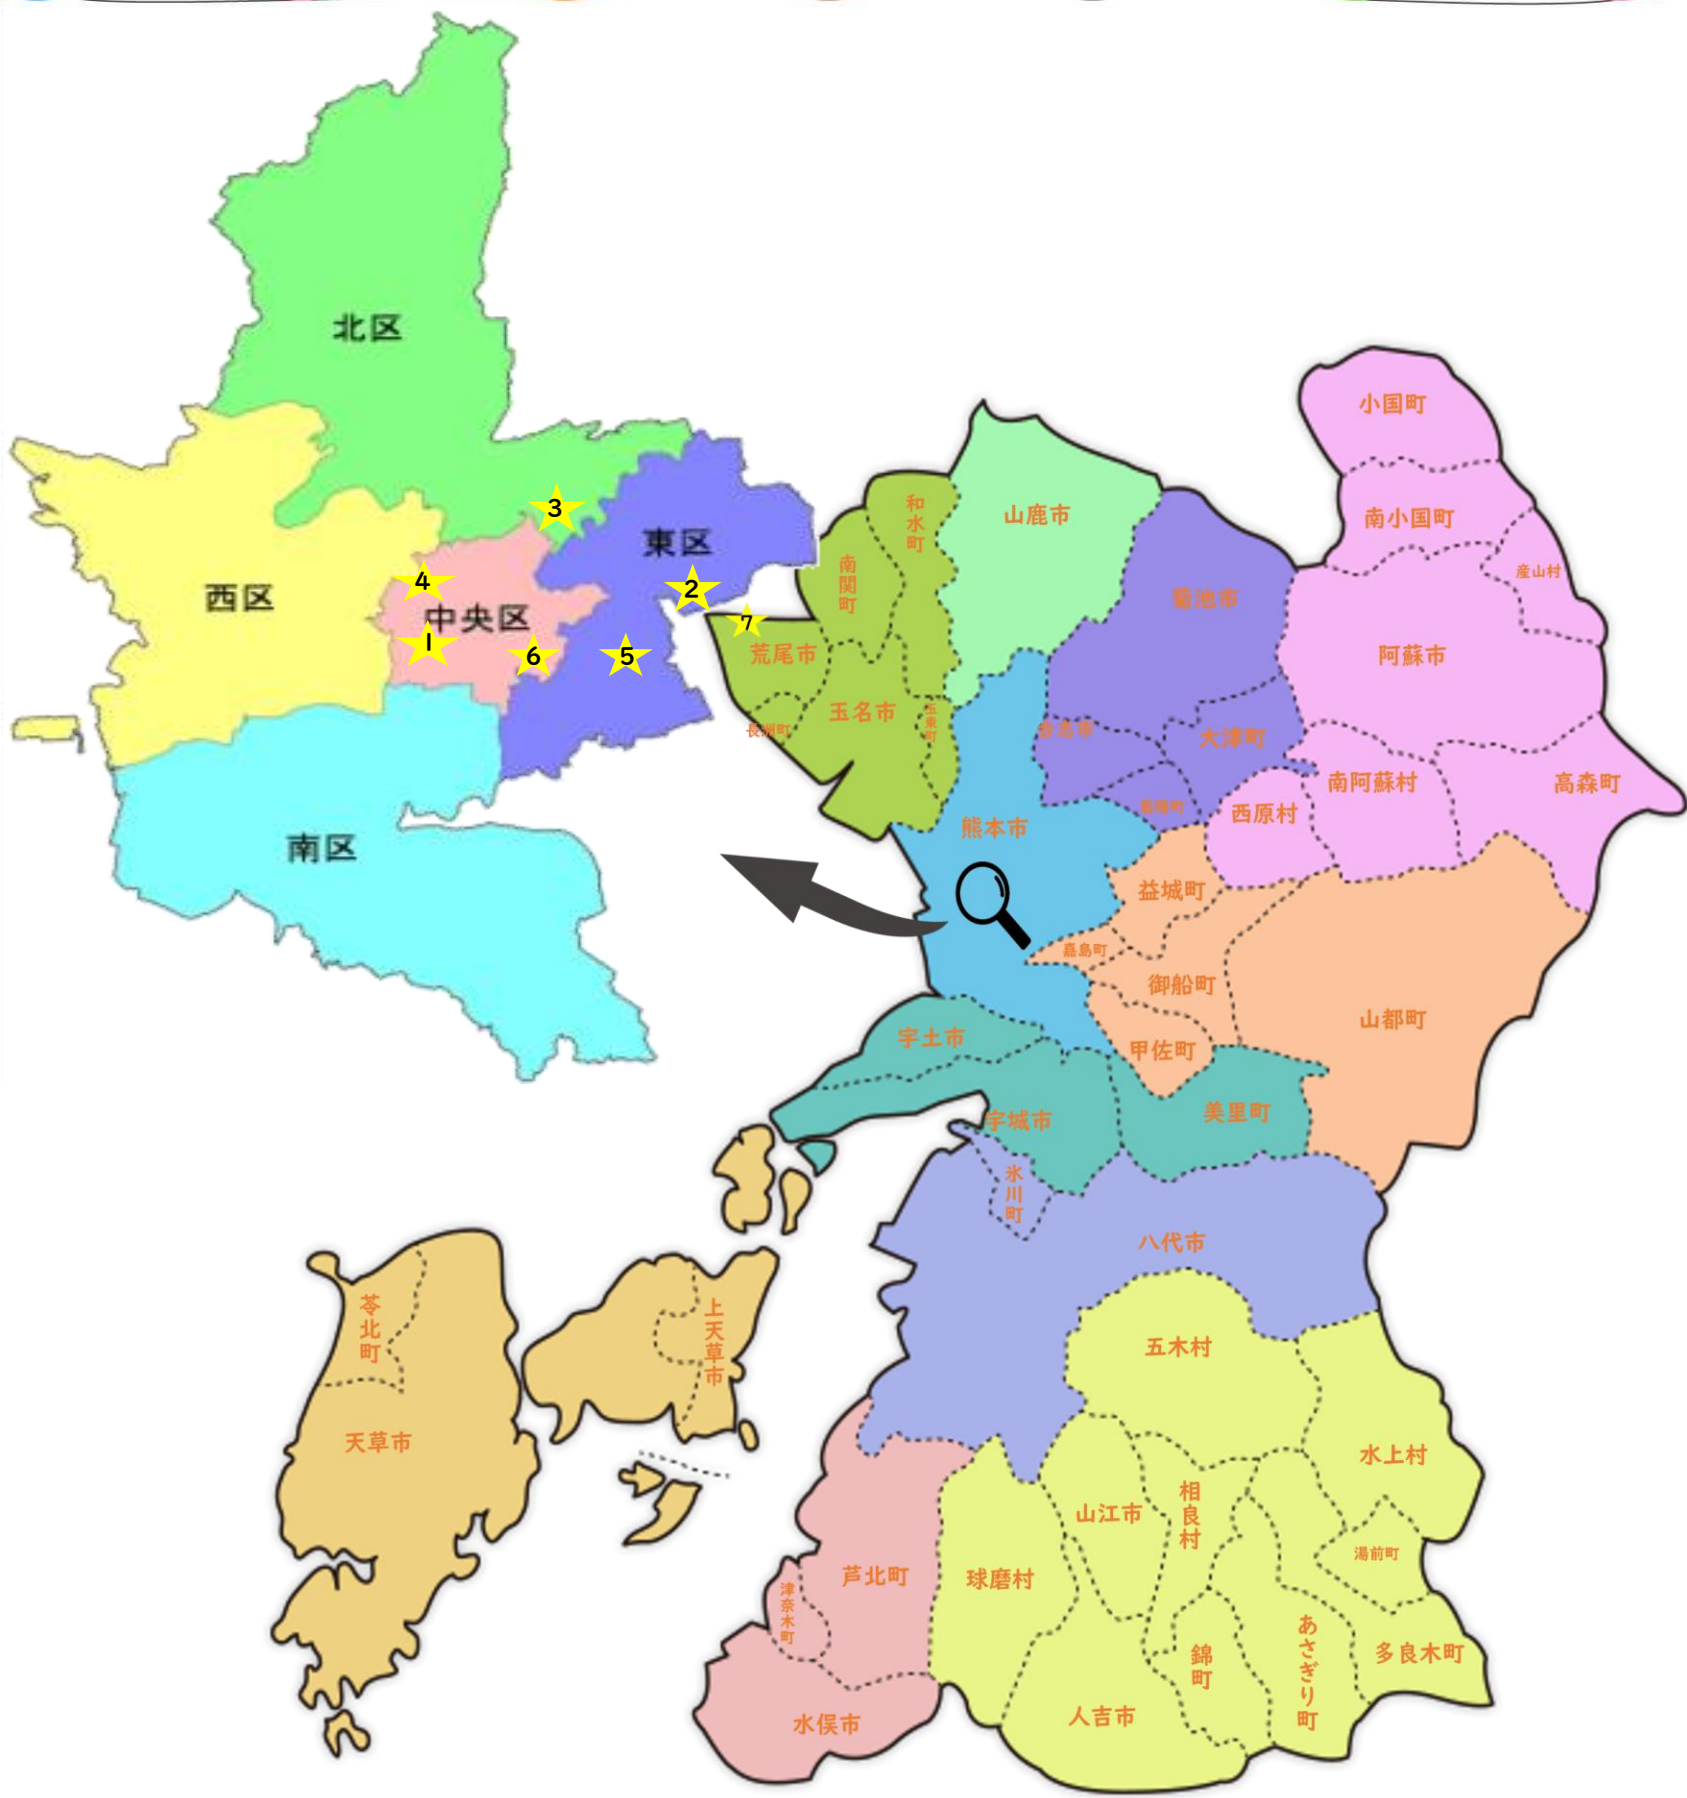 北区
3
東区
西区
4
2
中央区
7
1
6
5
南区
小国町
和水町
山鹿市
南小国町
南関町
産山村
菊池市
荒尾市
阿蘇市
玉名市
玉東町
長洲町
合志市
大津町
南阿蘇村
高森町
菊陽町
西原村
熊本市
益城町
嘉島町
御船町
山都町
宇土市
甲佐町
宇城市
美里町
氷川町
八代市
苓北町
上天草市
五木村
天草市
水上村
山江市
相良村
湯前町
芦北町
球磨村
津奈木町
錦町
あさぎり町
多良木町
人吉市
水俣市